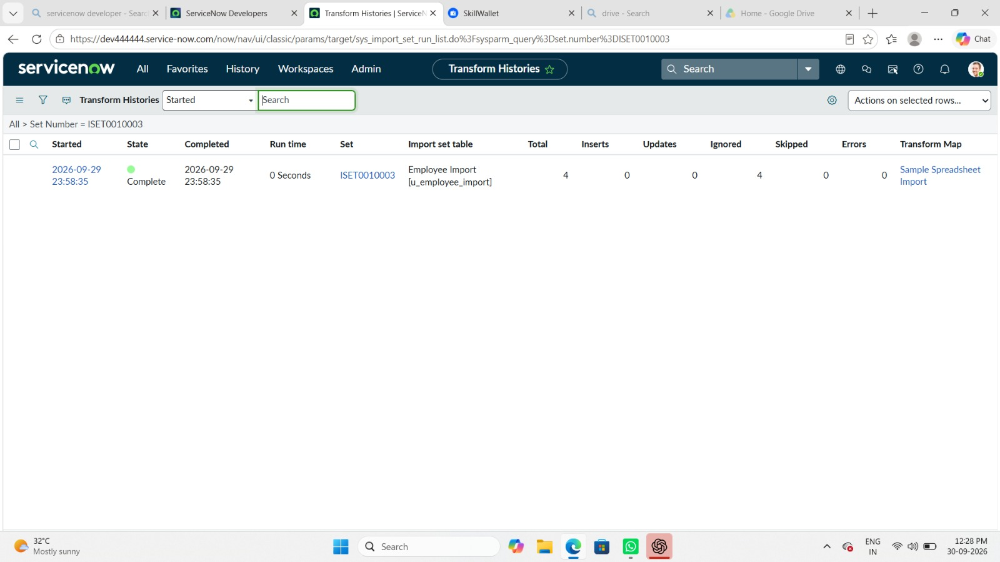 servicenow developer - Searc
ServiceNow Developers
Transform Histories | ServiceN
SkillWallet
drive - Search
Home - Google Drive
https://dev444444.service-now.com/now/nav/ui/classic/params/target/sys_import_set_run_list.do%3Fsysparm_query%3Dset.number%3DISET0010003
Chat
servicenow All Favorites History Workspaces Admin Transform Histories Search
Transform Histories Started Search Actions on selected rows...
All > Set Number = ISET0010003
Started State Completed Run time Set Import set table Total Inserts Updates Ignored Skipped Errors Transform Map
2026-09-29 23:58:35 Complete 2026-09-29 23:58:35 0 Seconds ISET0010003 Employee Import [u_employee_import] 4 0 0 4 0 0 Sample Spreadsheet Import
32°C
Mostly sunny
Search
ENG
IN
12:28 PM
30-09-2026